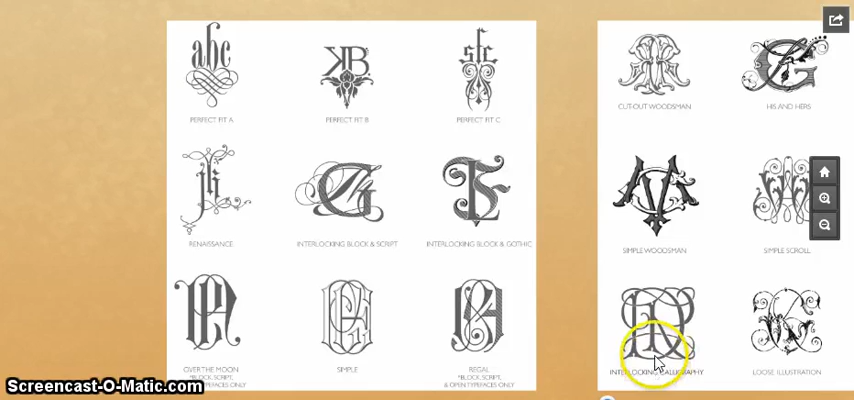 abc
KB
sfc
PERFECT FIT A
PERFECT FIT B
PERFECT FIT C
CUT-OUT WOODSMAN
HIS AND HERS
RENAISSANCE
INTERLOCKING BLOCK & SCRIPT
INTERLOCKING BLOCK & GOTHIC
SIMPLE WOODSMAN
SIMPLE SCROLL
OVER THE MOON
*BLOCK, SCRIPT,
TYPEFACES ONLY
SIMPLE
REGAL
*BLOCK, SCRIPT,
& OPEN TYPEFACES ONLY
INTERLOCKING CALLIGRAPHY
LOOSE ILLUSTRATION
Screencast-O-Matic.com